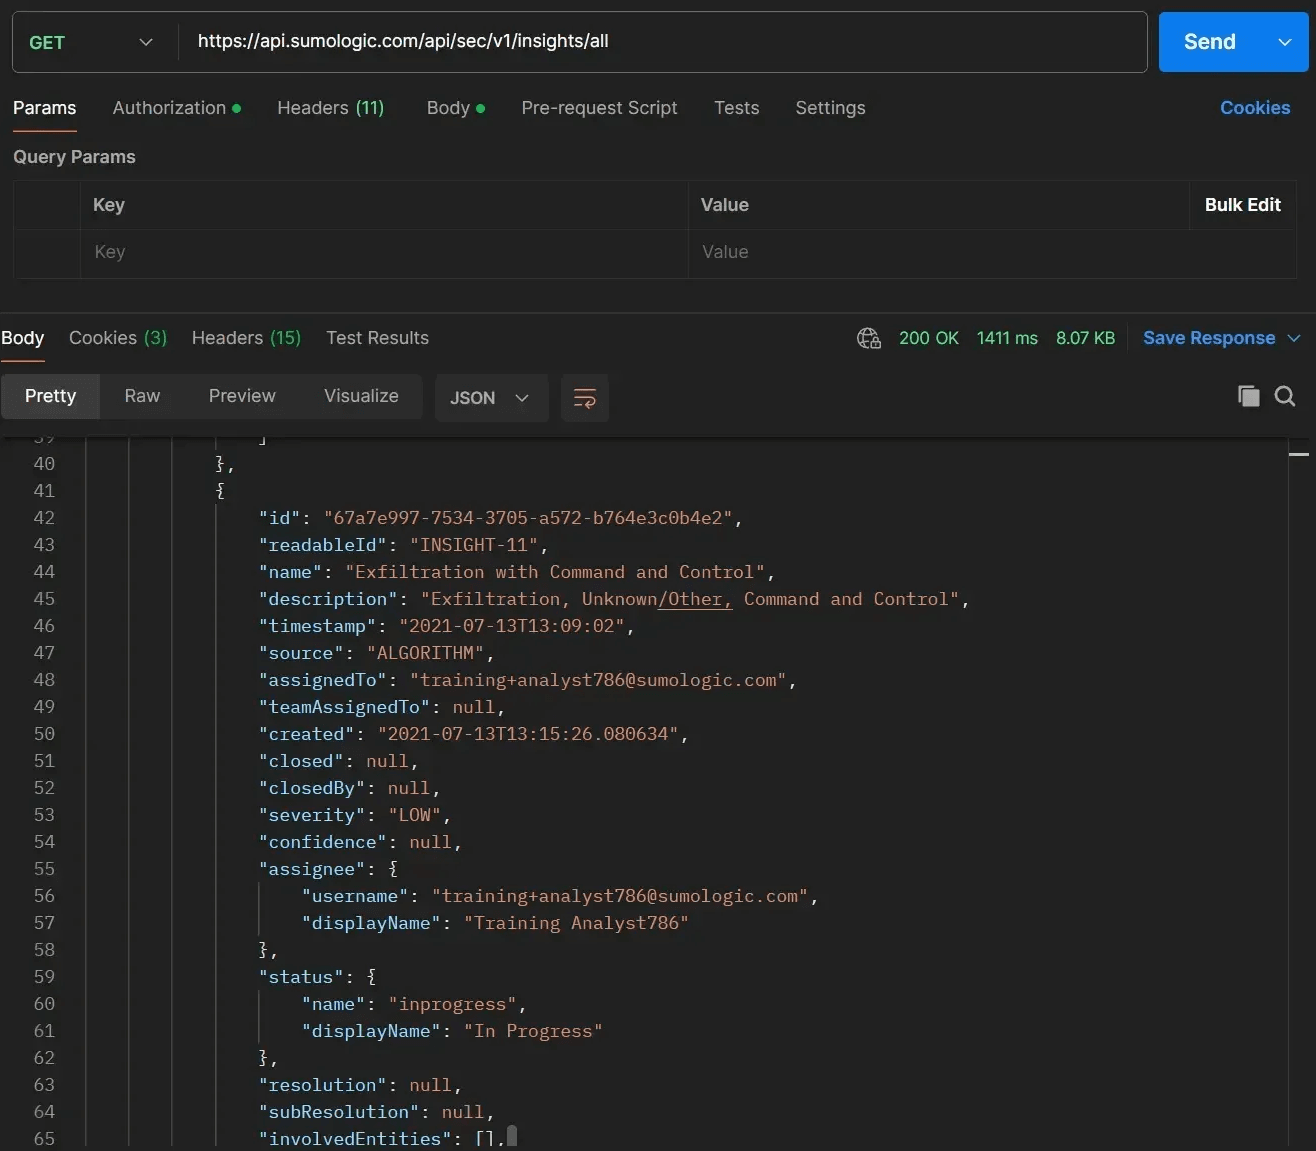 GET https://api.sumologic.com/api/sec/v1/insights/all Send
Params Authorization Headers (11) Body Pre-request Script Tests Settings Cookies
Query Params
Key Value Bulk Edit
Key Value
Body Cookies (3) Headers (15) Test Results 200 OK 1411 ms 8.07 KB Save Response
Pretty Raw Preview Visualize JSON
39 ]
40 },
41 {
42 "id": "67a7e997-7534-3705-a572-b764e3c0b4e2",
43 "readableId": "INSIGHT-11",
44 "name": "Exfiltration with Command and Control",
45 "description": "Exfiltration, Unknown/Other, Command and Control",
46 "timestamp": "2021-07-13T13:09:02",
47 "source": "ALGORITHM",
48 "assignedTo": "training+analyst786@sumologic.com",
49 "teamAssignedTo": null,
50 "created": "2021-07-13T13:15:26.080634",
51 "closed": null,
52 "closedBy": null,
53 "severity": "LOW",
54 "confidence": null,
55 "assignee": {
56 "username": "training+analyst786@sumologic.com",
57 "displayName": "Training Analyst786"
58 },
59 "status": {
60 "name": "inprogress",
61 "displayName": "In Progress"
62 },
63 "resolution": null,
64 "subResolution": null,
65 "involvedEntities": [],